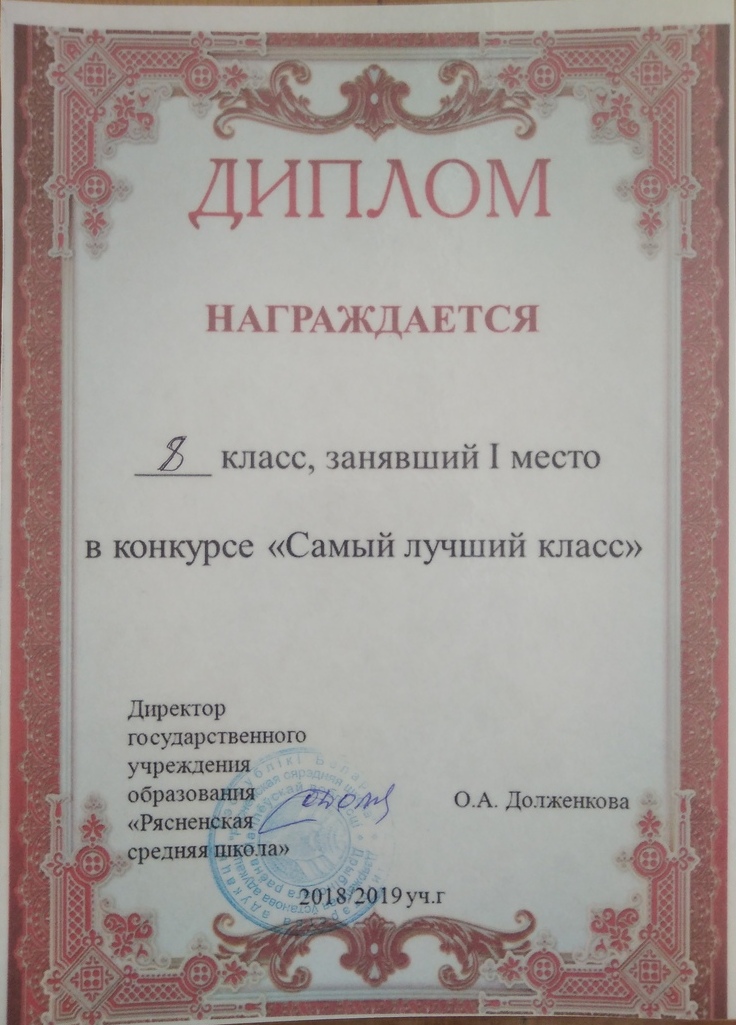 ДИПЛОМ
НАГРАЖДАЕТСЯ
8 класс, занявший I место
в конкурсе «Самый лучший класс»
Директор
государственного
учреждения
образования
«Рясненская
средняя школа»
О.А. Долженкова
2018/2019 уч.г